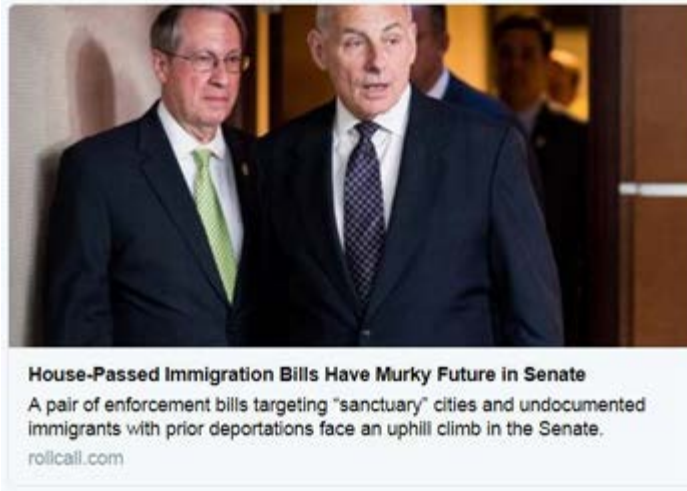 House-Passed Immigration Bills Have Murky Future in Senate
A pair of enforcement bills targeting “sanctuary” cities and undocumented
immigrants with prior deportations face an uphill climb in the Senate.
rollcall.com